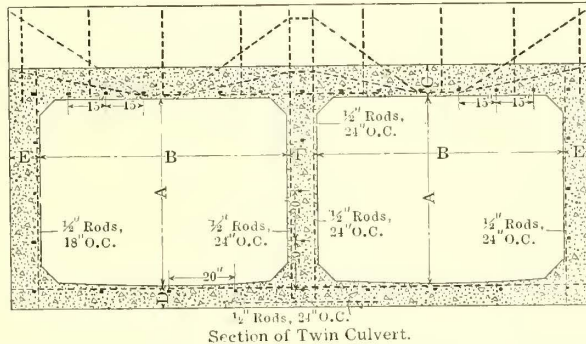 C
15" 15" 15" 15"
½" Rods,
24" O.C.
E B F B E
A A
½" Rods,
18" O.C.
½" Rods,
24" O.C.
½" Rods,
24" O.C.
½" Rods,
24" O.C.
20"
D
½" Rods, 24" O.C.
Section of Twin Culvert.